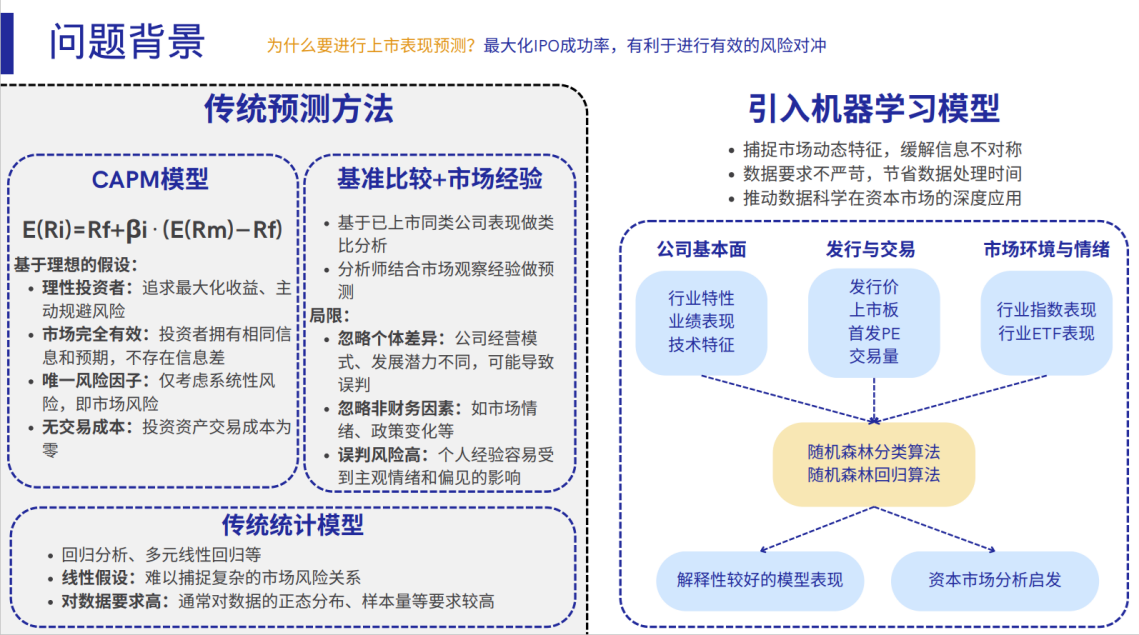 问题背景
为什么要进行上市表现预测？最大化IPO成功率，有利于进行有效的风险对冲
传统预测方法
CAPM模型
E(Ri)=Rf+βi·(E(Rm)−Rf)
基于理想的假设：
• 理性投资者：追求最大化收益、主
动规避风险
• 市场完全有效：投资者拥有相同信
息和预期，不存在信息差
• 唯一风险因子：仅考虑系统性风
险，即市场风险
• 无交易成本：投资资产交易成本为
零
基准比较+市场经验
• 基于已上市同类公司表现做类
比分析
• 分析师结合市场观察经验做预
测
局限：
• 忽略个体差异：公司经营模
式、发展潜力不同，可能导致
误判
• 忽略非财务因素：如市场情
绪、政策变化等
• 误判风险高：个人经验容易受
到主观情绪和偏见的影响
传统统计模型
• 回归分析、多元线性回归等
• 线性假设：难以捕捉复杂的市场风险关系
• 对数据要求高：通常对数据的正态分布、样本量等要求较高
引入机器学习模型
• 捕捉市场动态特征，缓解信息不对称
• 数据要求不严苛，节省数据处理时间
• 推动数据科学在资本市场的深度应用
公司基本面
行业特性
业绩表现
技术特征
发行与交易
发行价
上市板
首发PE
交易量
市场环境与情绪
行业指数表现
行业ETF表现
随机森林分类算法
随机森林回归算法
解释性较好的模型表现
资本市场分析启发